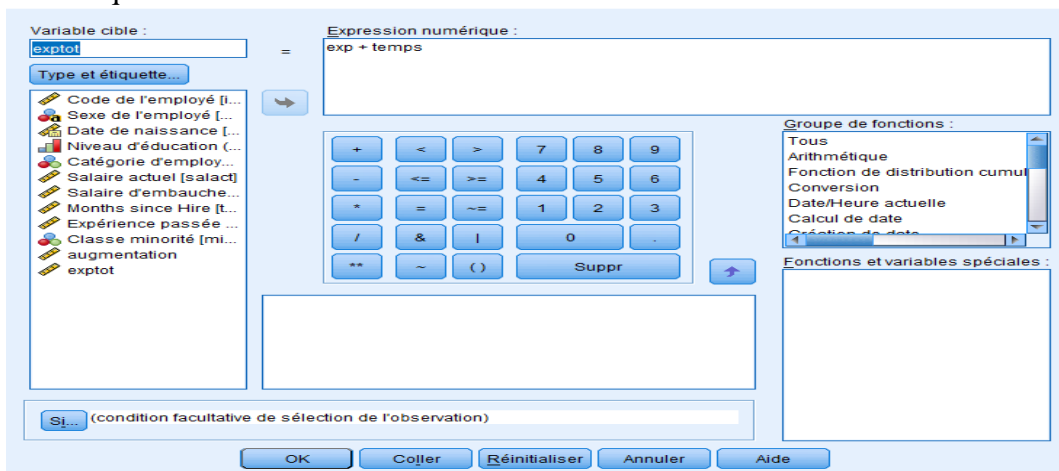 Variable cible :
exptot
=
Expression numérique :
exp + temps
Type et étiquette...
Code de l'employé [i...
Sexe de l'employé [...
Date de naissance [...
Niveau d'éducation (...
Catégorie d'employ...
Salaire actuel [salact]
Salaire d'embauche...
Months since Hire [t...
Expérience passée ...
Classe minorité [mi...
augmentation
exptot
+ < > 7 8 9
- <= >= 4 5 6
* = ~= 1 2 3
/ & | 0 .
** ~ ( ) Suppr
Groupe de fonctions :
Tous
Arithmétique
Fonction de distribution cumul
Conversion
Date/Heure actuelle
Calcul de date
Création de date
Fonctions et variables spéciales :
Si... (condition facultative de sélection de l'observation)
OK Coller Réinitialiser Annuler Aide